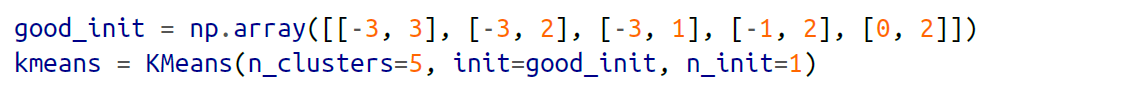 good_init = np.array([[-3, 3], [-3, 2], [-3, 1], [-1, 2], [0, 2]])
kmeans = KMeans(n_clusters=5, init=good_init, n_init=1)